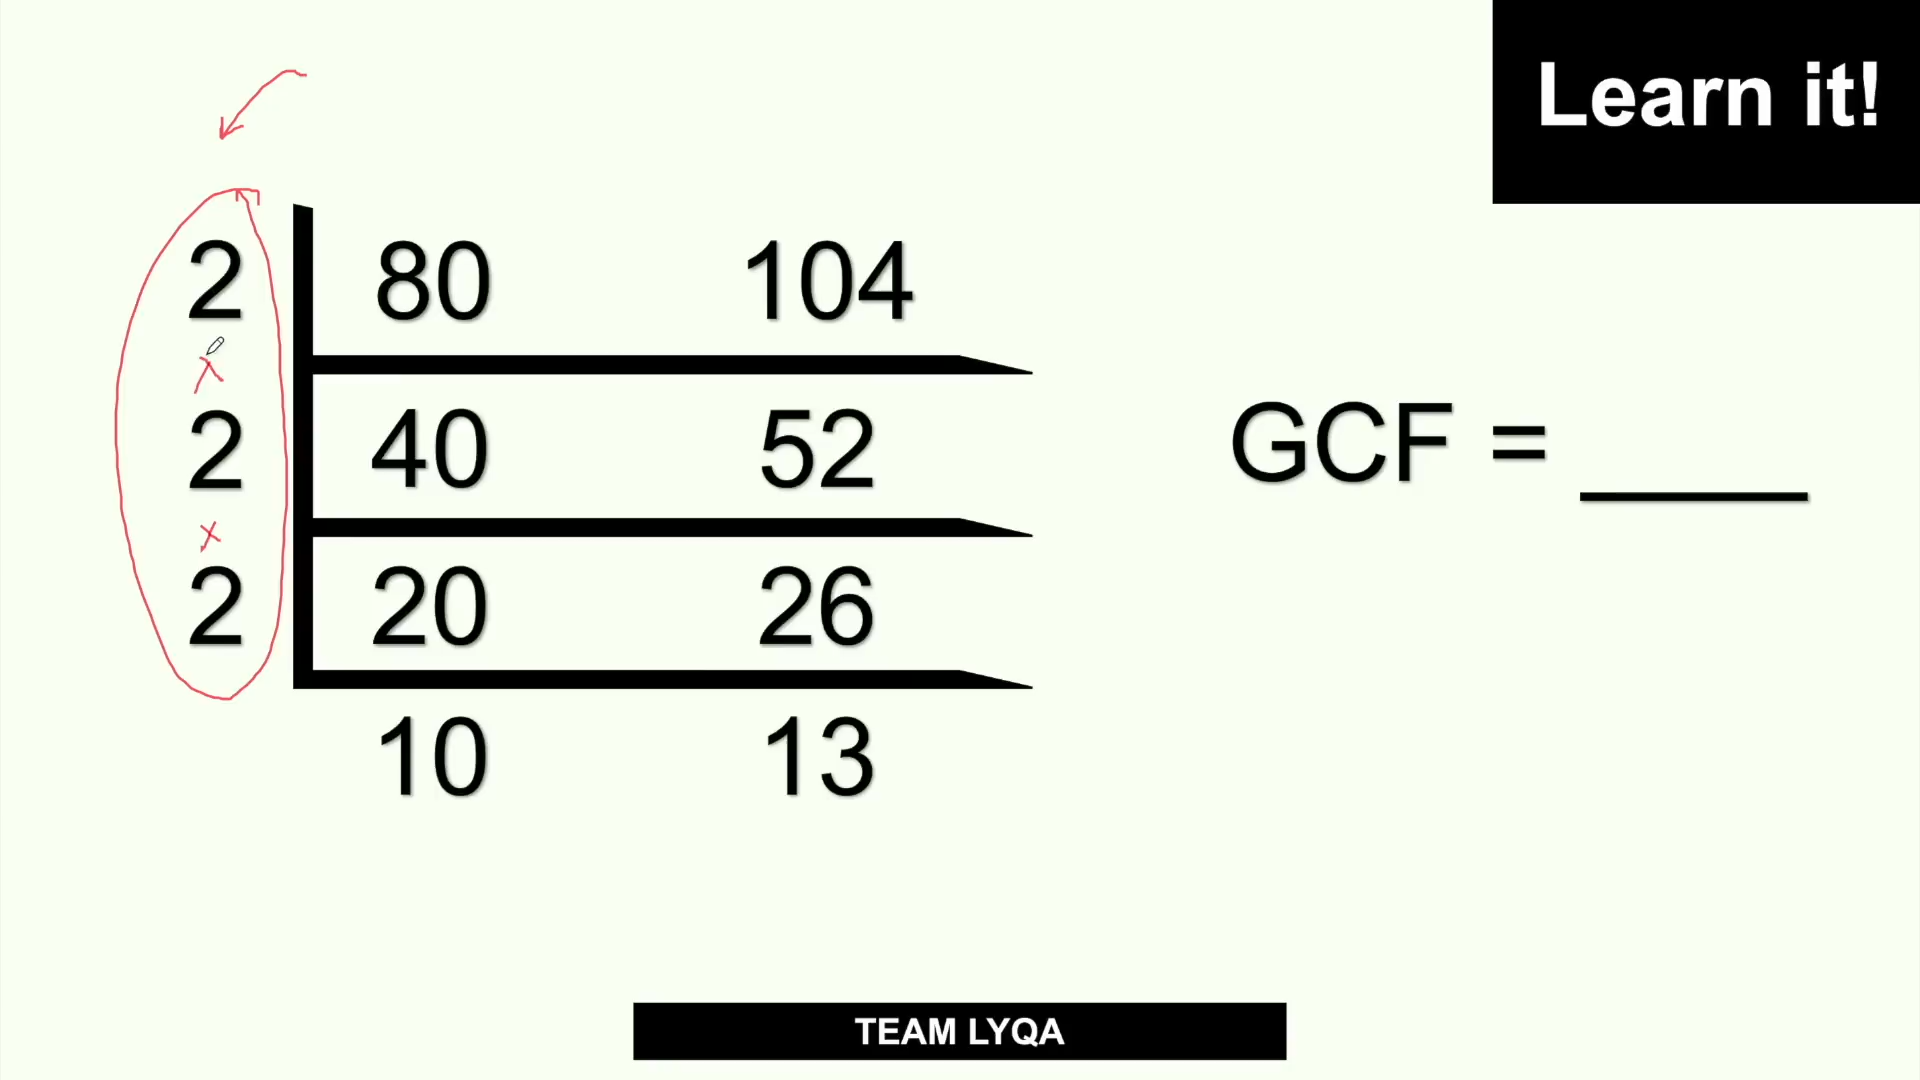 Learn it!
2 80 104
×
2 40 52
GCF = ____
×
2 20 26
10 13
TEAM LYQA